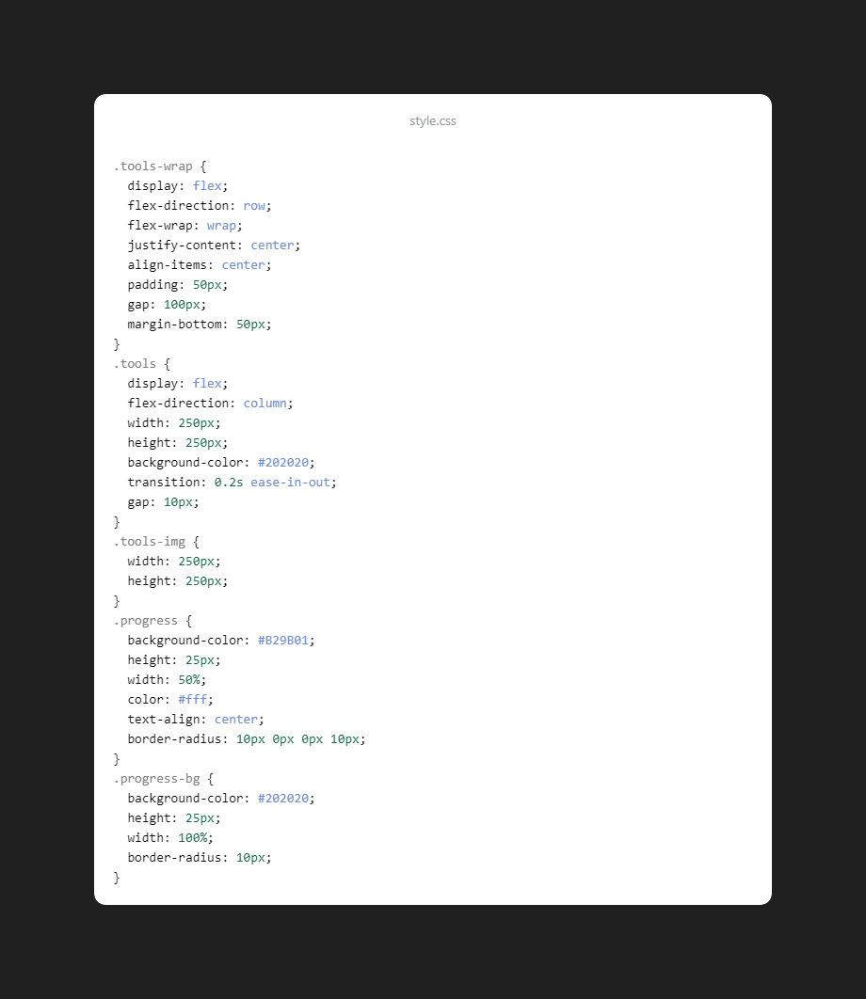 style.css
.tools-wrap {
  display: flex;
  flex-direction: row;
  flex-wrap: wrap;
  justify-content: center;
  align-items: center;
  padding: 50px;
  gap: 100px;
  margin-bottom: 50px;
}
.tools {
  display: flex;
  flex-direction: column;
  width: 250px;
  height: 250px;
  background-color: #202020;
  transition: 0.2s ease-in-out;
  gap: 10px;
}
.tools-img {
  width: 250px;
  height: 250px;
}
.progress {
  background-color: #B29B01;
  height: 25px;
  width: 50%;
  color: #fff;
  text-align: center;
  border-radius: 10px 0px 0px 10px;
}
.progress-bg {
  background-color: #202020;
  height: 25px;
  width: 100%;
  border-radius: 10px;
}